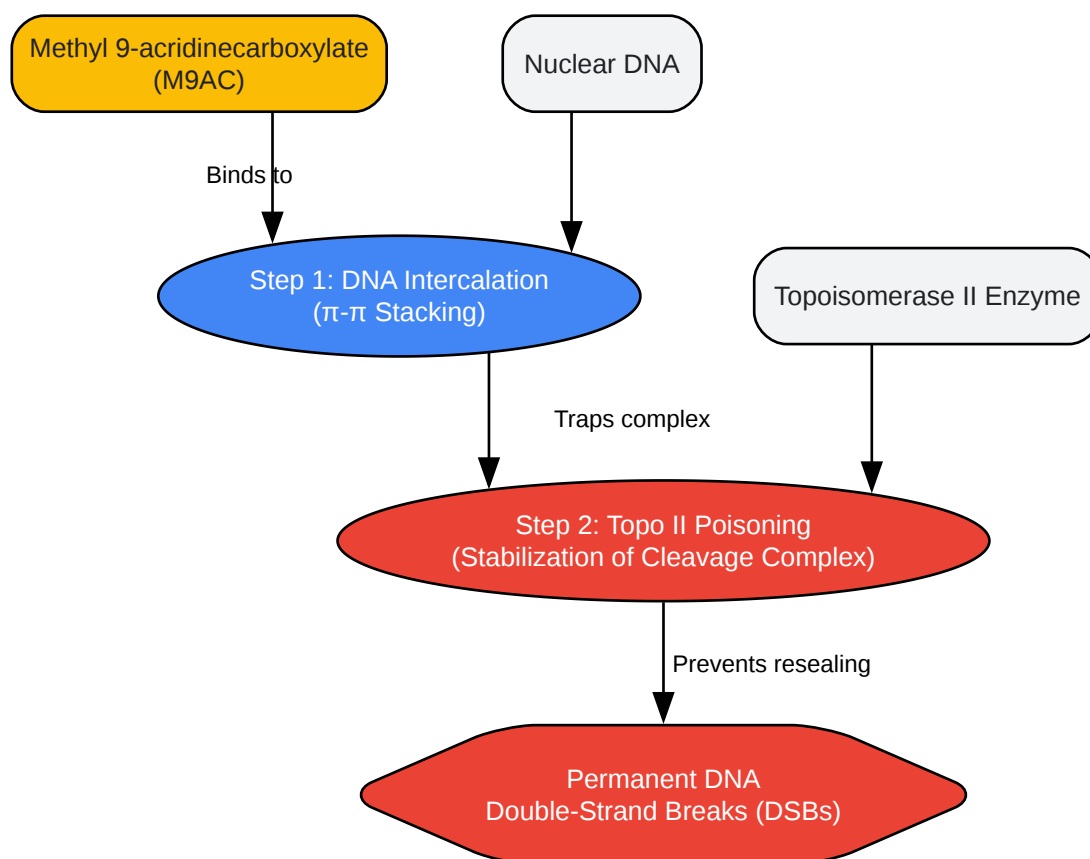 Methyl 9-acridinecarboxylate
(M9AC)
Nuclear DNA
Binds to
Step 1: DNA Intercalation
(π-π Stacking)
Topoisomerase II Enzyme
Traps complex
Step 2: Topo II Poisoning
(Stabilization of Cleavage Complex)
Prevents resealing
Permanent DNA
Double-Strand Breaks (DSBs)